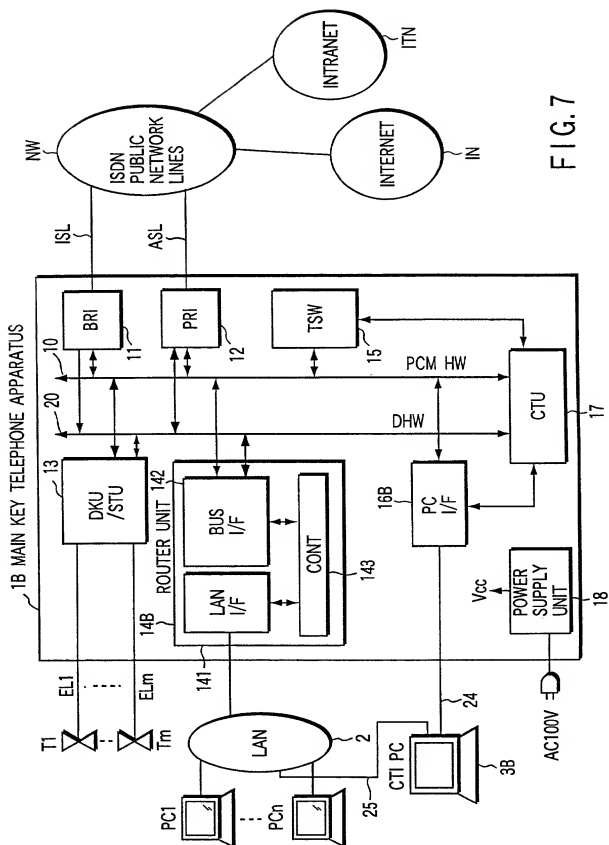 1B MAIN KEY TELEPHONE APPARATUS
NW
ISDN
PUBLIC
NETWORK
LINES
INTRANET
ITN
INTERNET
IN
ISL
ASL
10
20
BRI
11
PRI
12
TSW
15
PCM HW
DHW
13
DKU
/STU
ROUTER UNIT
14B
142
LAN
I/F
BUS
I/F
CONT
143
141
16B
PC
I/F
CTU
17
Vcc
POWER
SUPPLY
UNIT
18
AC100V
T1
Tm
EL1
ELm
LAN
2
PC1
PCn
25
24
CTI PC
3B
FIG. 7